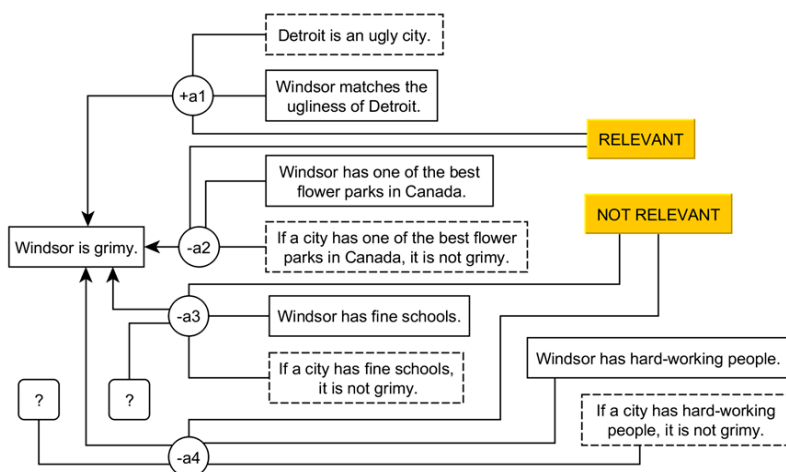 Detroit is an ugly city.
+a1
Windsor matches the
ugliness of Detroit.
RELEVANT
Windsor has one of the best
flower parks in Canada.
NOT RELEVANT
Windsor is grimy.
-a2
If a city has one of the best flower
parks in Canada, it is not grimy.
-a3
Windsor has fine schools.
Windsor has hard-working people.
If a city has fine schools,
it is not grimy.
?
?
If a city has hard-working
people, it is not grimy.
-a4